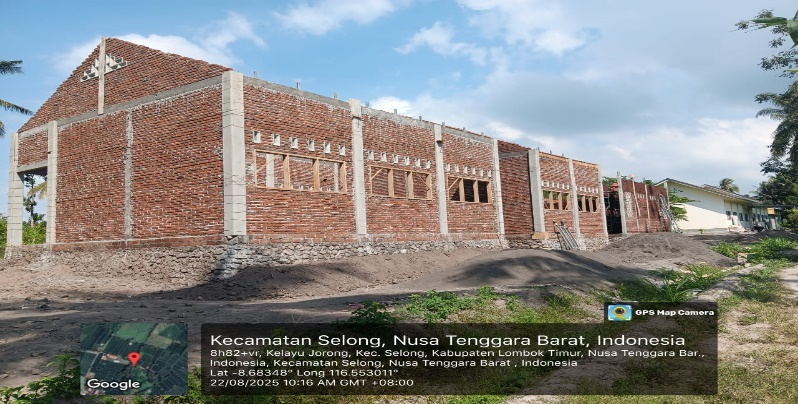 GPS Map Camera
Kecamatan Selong, Nusa Tenggara Barat, Indonesia
8h82+vr, Kelayu Jorong, Kec. Selong, Kabupaten Lombok Timur, Nusa Tenggara Bar.,
Indonesia, Kecamatan Selong, Nusa Tenggara Barat , Indonesia
Lat -8.68348° Long 116.553011°
22/08/2025 10:16 AM GMT +08:00
Google